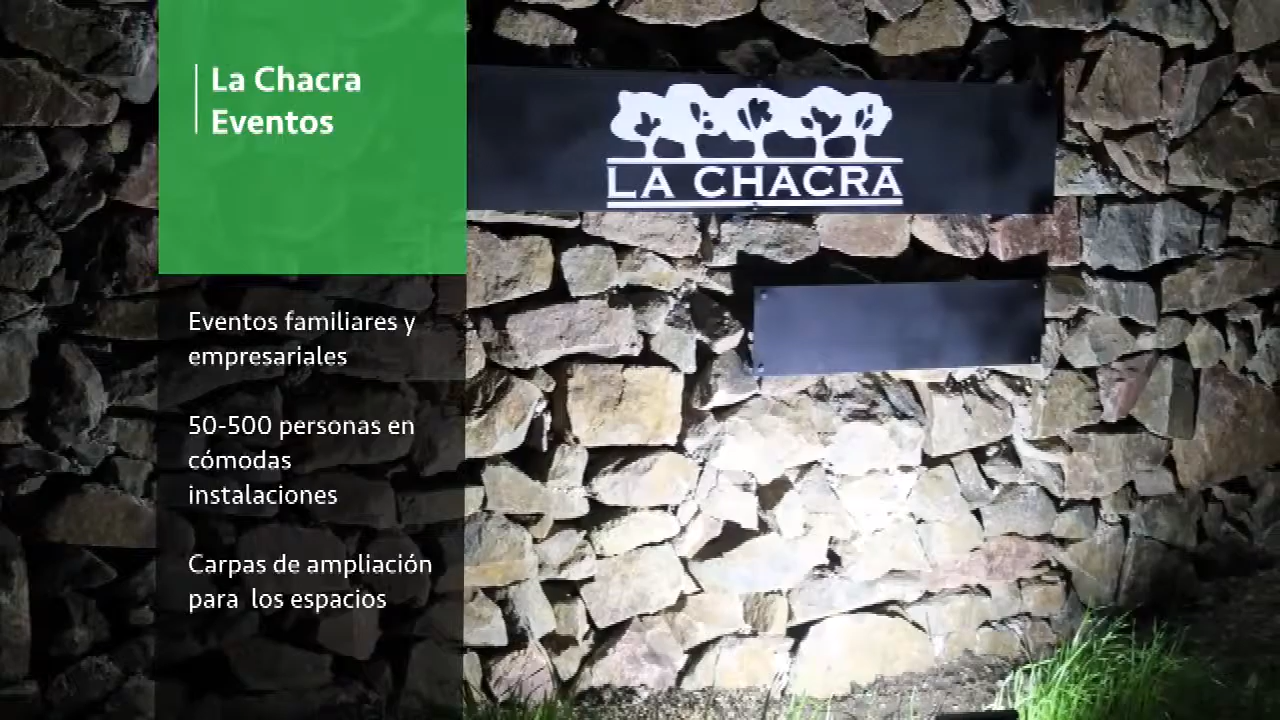 La Chacra
Eventos
LA CHACRA
Eventos familiares y
empresariales
50-500 personas en
cómodas
instalaciones
Carpas de ampliación
para los espacios